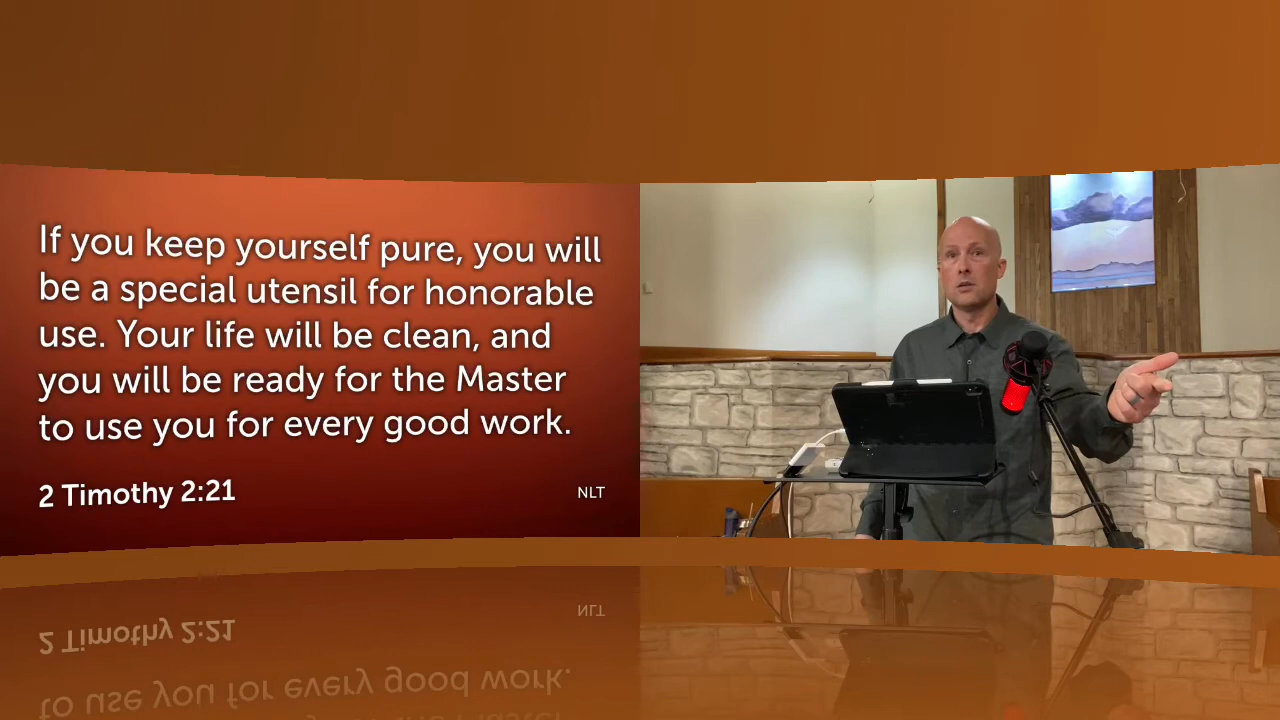 If you keep yourself pure, you will
be a special utensil for honorable
use. Your life will be clean, and
you will be ready for the Master
to use you for every good work.
2 Timothy 2:21
NLT